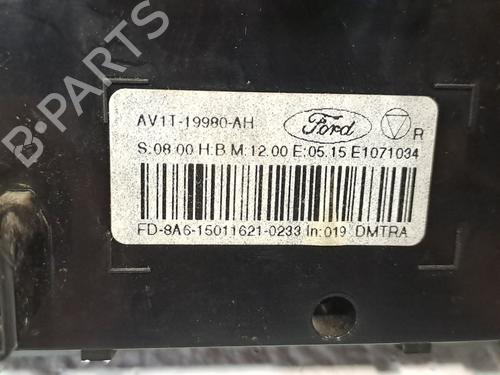 AV1T-19980-AH Ford R
S:08.00 H:B M:12.00 E:05.15 E1071034
FD-8A6-15011621-0233 In:019 DMTRA
B-PARTS